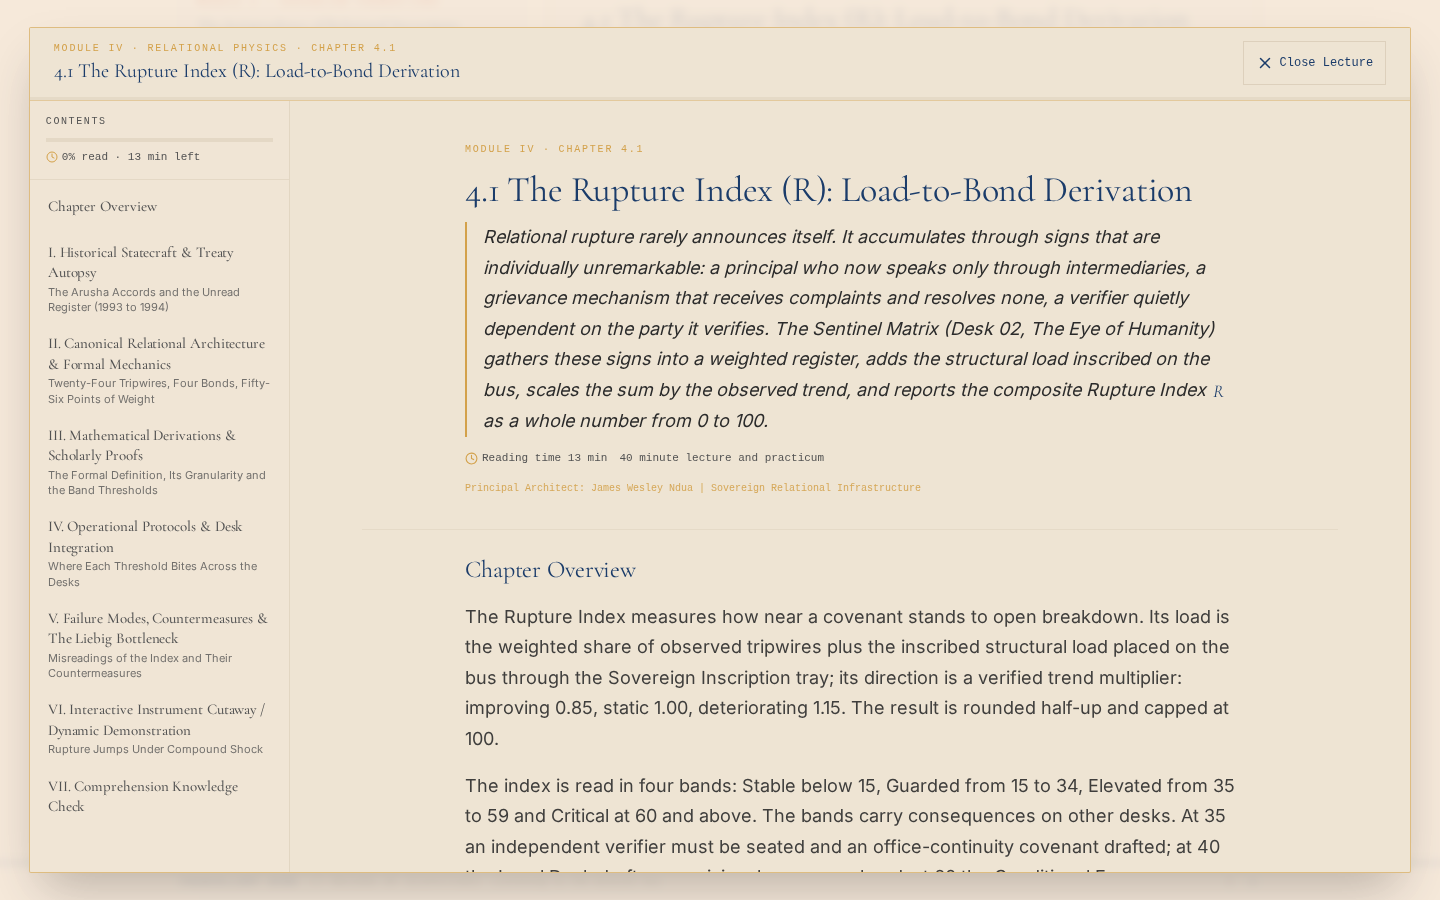 MODULE IV · RELATIONAL PHYSICS · CHAPTER 4.1
4.1 The Rupture Index (R): Load-to-Bond Derivation
Close Lecture
CONTENTS
0% read · 13 min left
Chapter Overview
I. Historical Statecraft & Treaty
Autopsy
The Arusha Accords and the Unread
Register (1993 to 1994)
II. Canonical Relational Architecture
& Formal Mechanics
Twenty-Four Tripwires, Four Bonds, Fifty-
Six Points of Weight
III. Mathematical Derivations &
Scholarly Proofs
The Formal Definition, Its Granularity and
the Band Thresholds
IV. Operational Protocols & Desk
Integration
Where Each Threshold Bites Across the
Desks
V. Failure Modes, Countermeasures &
The Liebig Bottleneck
Misreadings of the Index and Their
Countermeasures
VI. Interactive Instrument Cutaway /
Dynamic Demonstration
Rupture Jumps Under Compound Shock
VII. Comprehension Knowledge
Check
MODULE IV · CHAPTER 4.1
4.1 The Rupture Index (R): Load-to-Bond Derivation
Relational rupture rarely announces itself. It accumulates through signs that are
individually unremarkable: a principal who now speaks only through intermediaries, a
grievance mechanism that receives complaints and resolves none, a verifier quietly
dependent on the party it verifies. The Sentinel Matrix (Desk 02, The Eye of Humanity)
gathers these signs into a weighted register, adds the structural load inscribed on the
bus, scales the sum by the observed trend, and reports the composite Rupture Index R
as a whole number from 0 to 100.
Reading time 13 min 40 minute lecture and practicum
Principal Architect: James Wesley Ndua | Sovereign Relational Infrastructure
Chapter Overview
The Rupture Index measures how near a covenant stands to open breakdown. Its load is
the weighted share of observed tripwires plus the inscribed structural load placed on the
bus through the Sovereign Inscription tray; its direction is a verified trend multiplier:
improving 0.85, static 1.00, deteriorating 1.15. The result is rounded half-up and capped at
100.
The index is read in four bands: Stable below 15, Guarded from 15 to 34, Elevated from 35
to 59 and Critical at 60 and above. The bands carry consequences on other desks. At 35
an independent verifier must be seated and an office-continuity covenant drafted; at 40